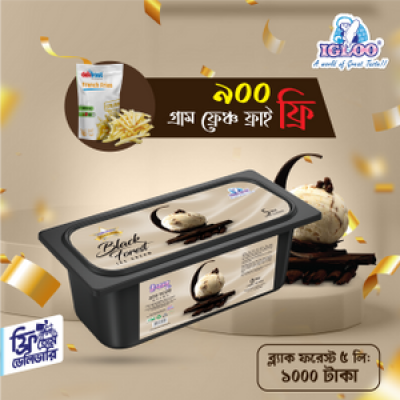 IGLOO
A world of Great Taste!!
French Fries
৯০০
গ্রাম ফ্রেঞ্চ ফ্রাই ফ্রি
Black
Forest
ICE CREAM
ফ্রি
হোম
ডেলিভারি
ব্ল্যাক ফরেস্ট ৫ লি:
১০০০ টাকা